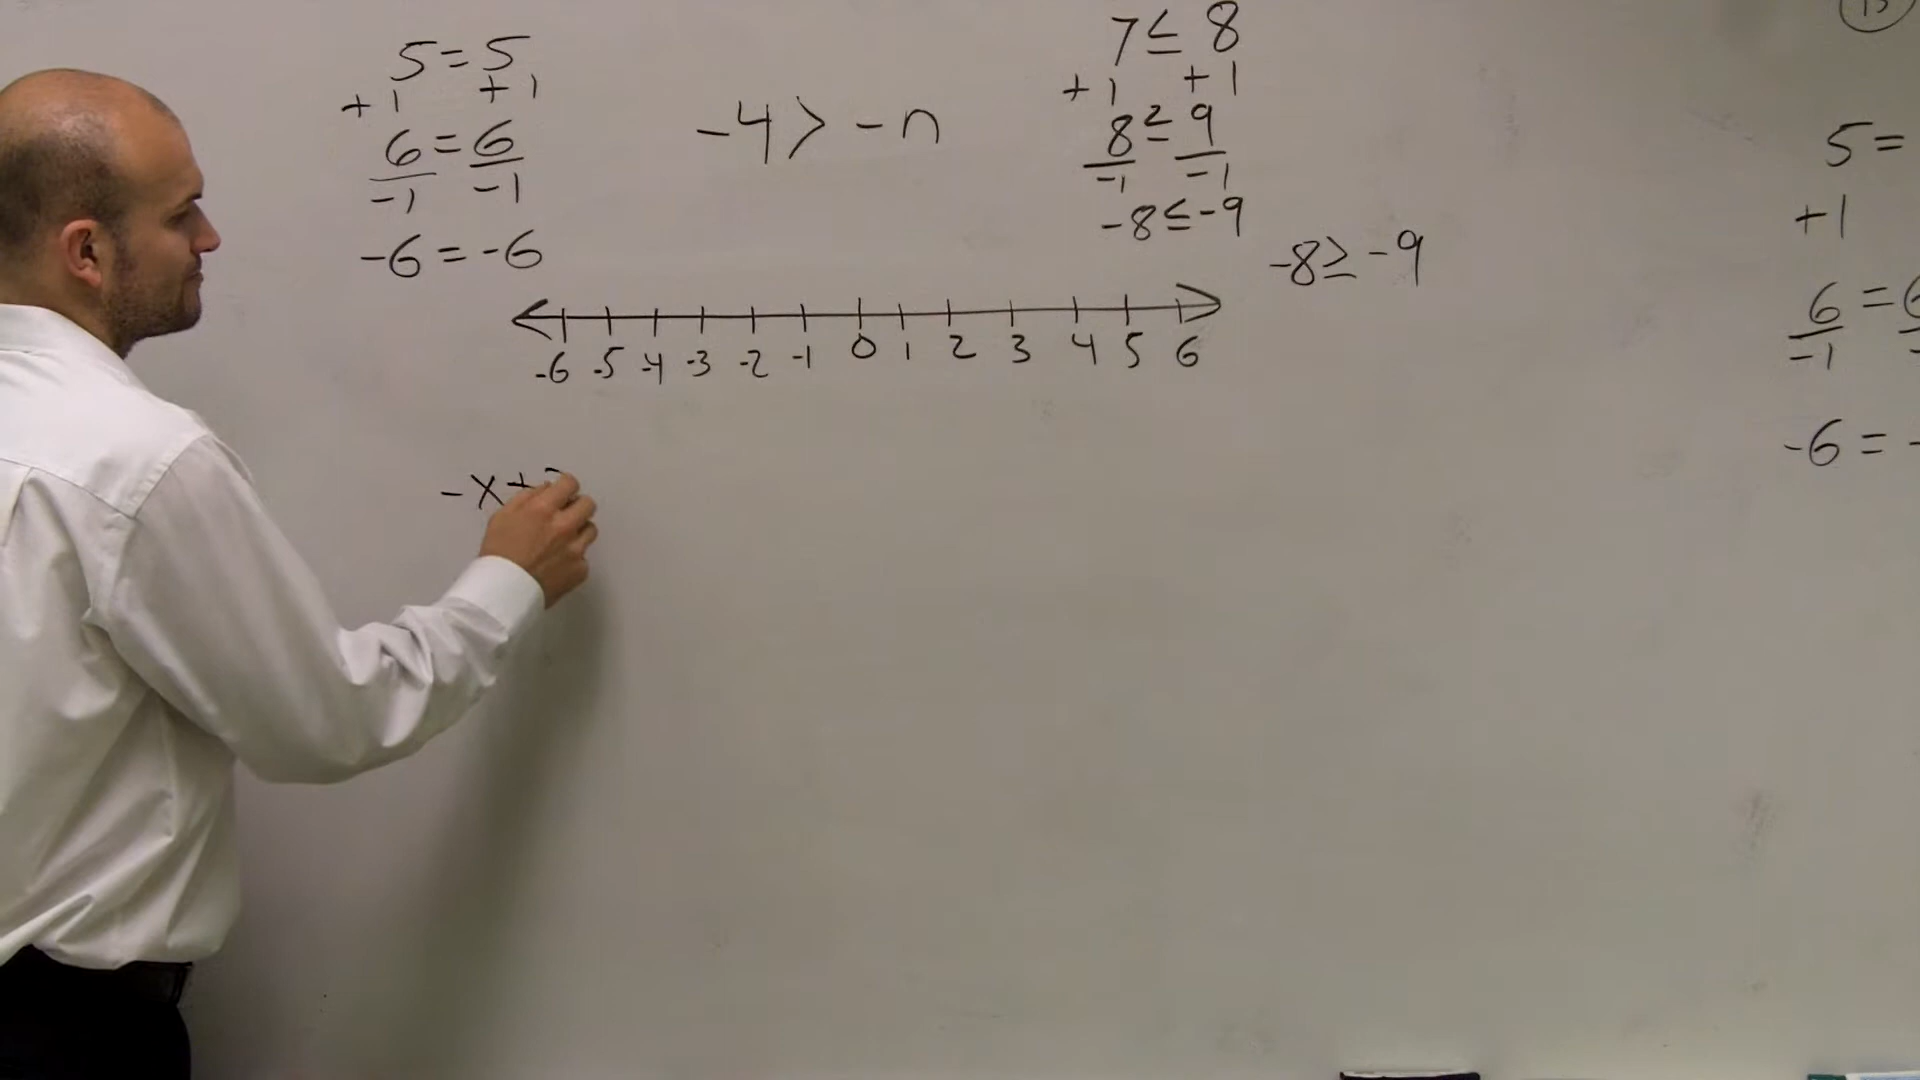 5 = 5
+1 +1
6 = 6
-1 -1
-6 = -6
-4 > -n
7 ≤ 8
+1 +1
8 ≤ 9
-1 -1
-8 ≤ -9
-8 ≥ -9
-6 -5 -4 -3 -2 -1 0 1 2 3 4 5 6
-x +
13
5 =
+1
6 = 6
-1
-6 = -